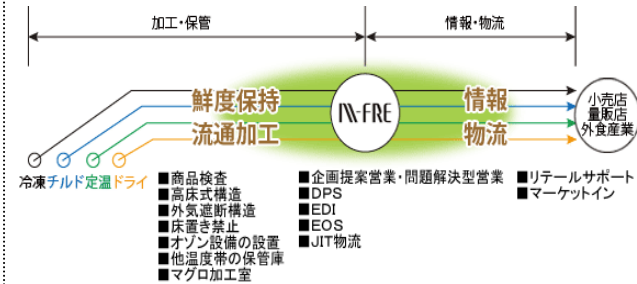 加工・保管
情報・物流
鮮度保持
情報
流通加工
物流
M-FRE
小売店
量販店
外食産業
冷凍 チルド 定温 ドライ
■商品検査
■高床式構造
■外気遮断構造
■床置き禁止
■オゾン設備の設置
■他温度帯の保管庫
■マグロ加工室
■企画提案営業・問題解決型営業
■DPS
■EDI
■EOS
■JIT物流
■リテールサポート
■マーケットイン